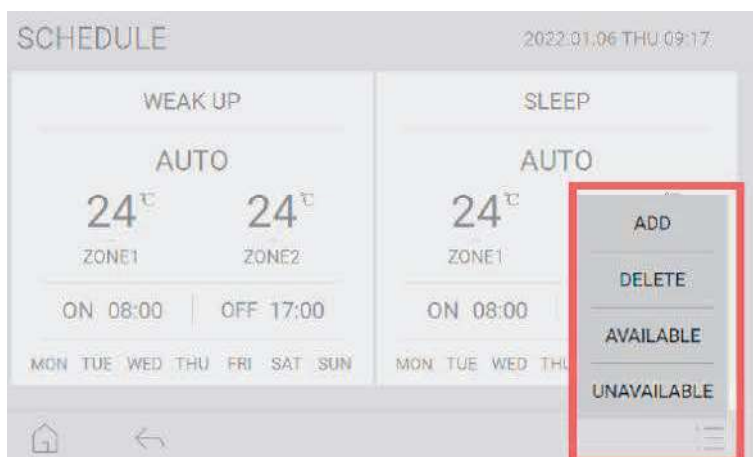 SCHEDULE
2022.01.06 THU 09:17
WEAK UP
AUTO
24℃ 24℃
ZONE1 ZONE2
ON 08:00 OFF 17:00
MON TUE WED THU FRI SAT SUN
SLEEP
AUTO
24℃
ZONE1
ON 08:00
MON TUE WED
ADD
DELETE
AVAILABLE
UNAVAILABLE